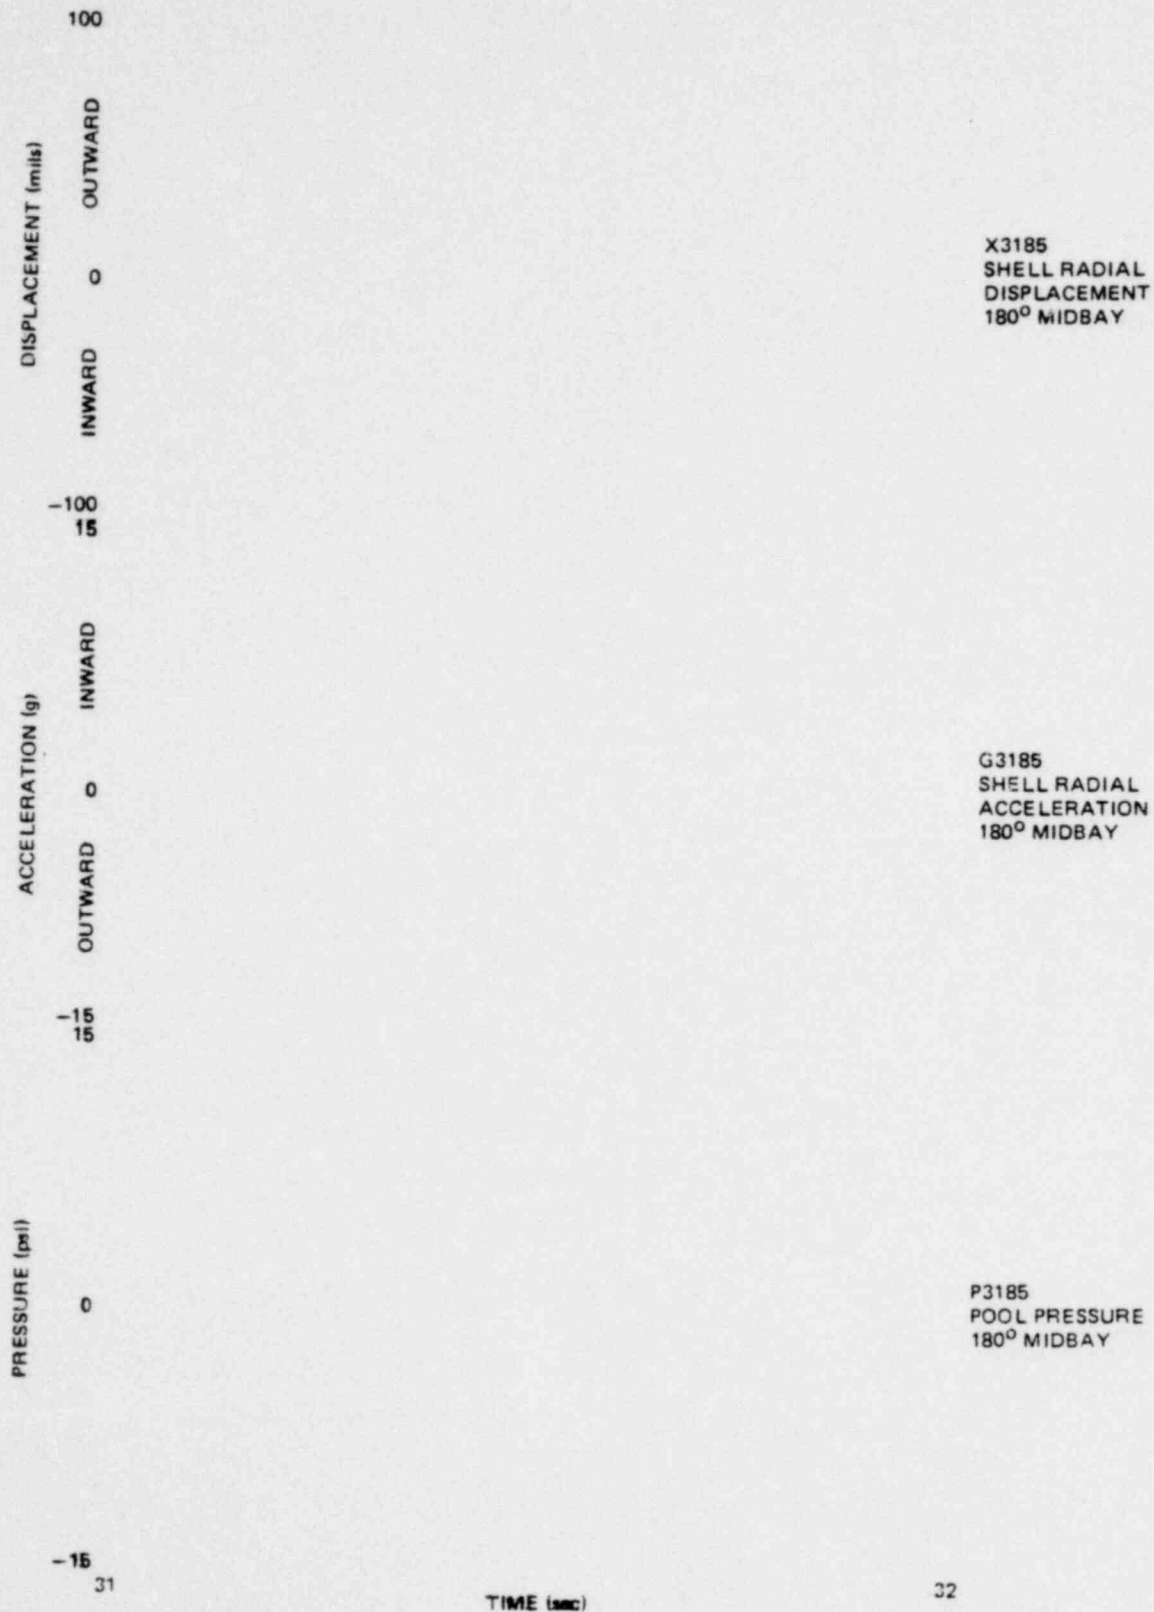 100
DISPLACEMENT (mils)
OUTWARD
0
INWARD
-100
X3185
SHELL RADIAL
DISPLACEMENT
180° MIDBAY
15
ACCELERATION (g)
INWARD
0
OUTWARD
-15
G3185
SHELL RADIAL
ACCELERATION
180° MIDBAY
15
PRESSURE (psi)
0
-15
P3185
POOL PRESSURE
180° MIDBAY
31
TIME (sec)
32